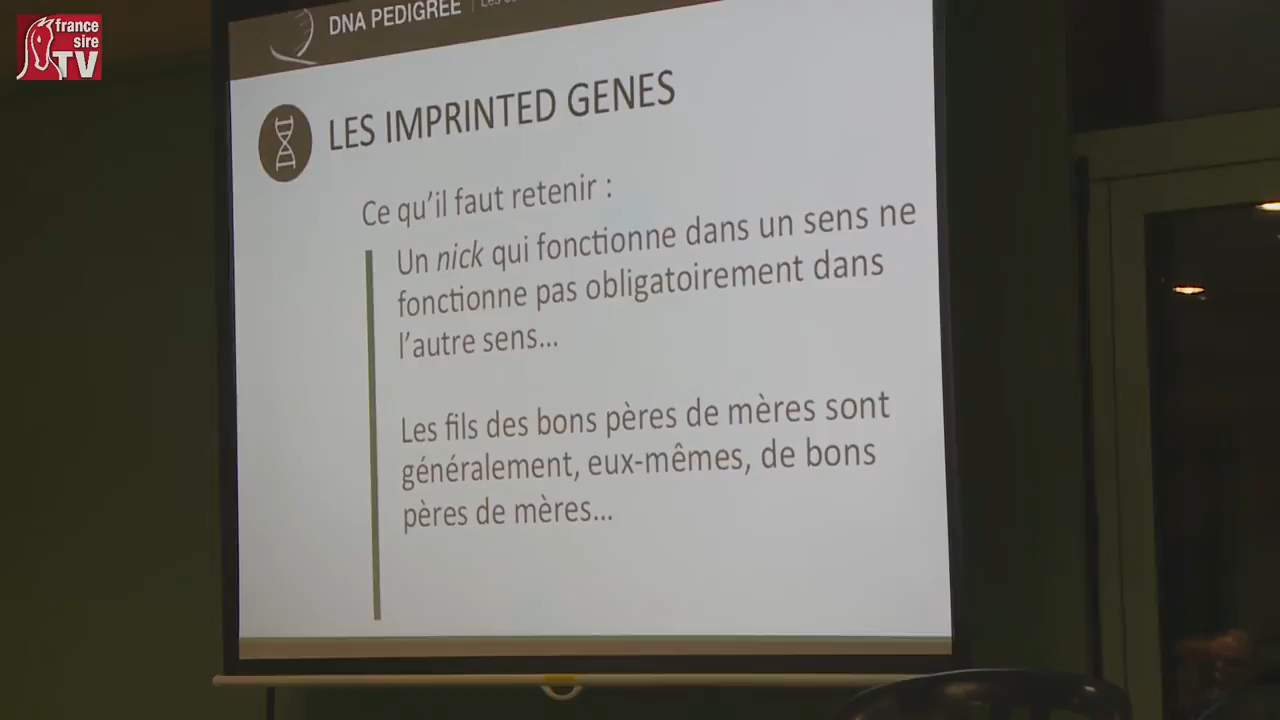 france
sire
TV
DNA PEDIGREE
LES IMPRINTED GENES
Ce qu'il faut retenir :
Un nick qui fonctionne dans un sens ne
fonctionne pas obligatoirement dans
l'autre sens...
Les fils des bons pères de mères sont
généralement, eux-mêmes, de bons
pères de mères...